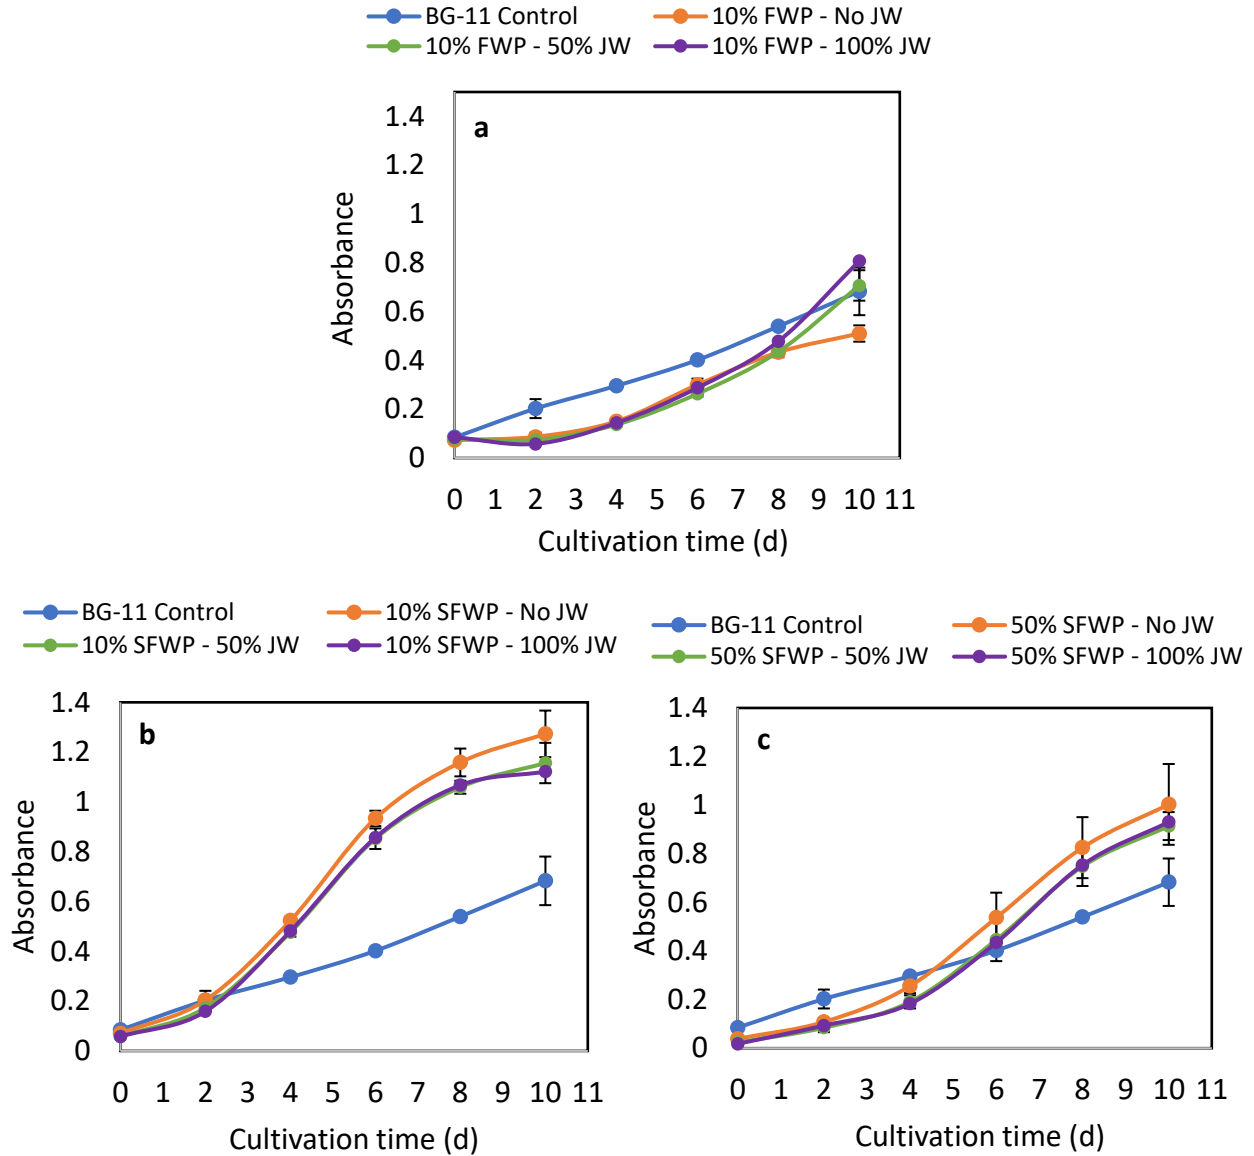 BG-11 Control 10% FWP - No JW
10% FWP - 50% JW 10% FWP - 100% JW
a
1.4
1.2
1
0.8
0.6
0.4
0.2
0
Absorbance
0 1 2 3 4 5 6 7 8 9 10 11
Cultivation time (d)
BG-11 Control 10% SFWP - No JW
10% SFWP - 50% JW 10% SFWP - 100% JW
b
1.4
1.2
1
0.8
0.6
0.4
0.2
0
Absorbance
0 1 2 3 4 5 6 7 8 9 10 11
Cultivation time (d)
BG-11 Control 50% SFWP - No JW
50% SFWP - 50% JW 50% SFWP - 100% JW
c
1.4
1.2
1
0.8
0.6
0.4
0.2
0
Absorbance
0 1 2 3 4 5 6 7 8 9 10 11
Cultivation time (d)